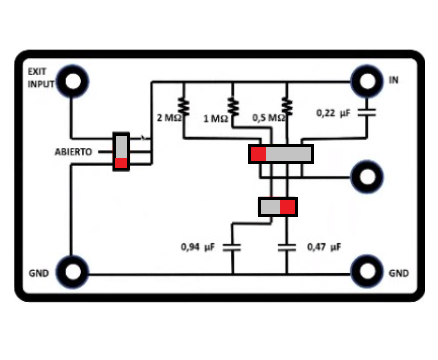 EXIT
INPUT
IN
2 MΩ
1 MΩ
0,5 MΩ
0,22 µF
ABIERTO
0,94 µF
0,47 µF
GND
GND